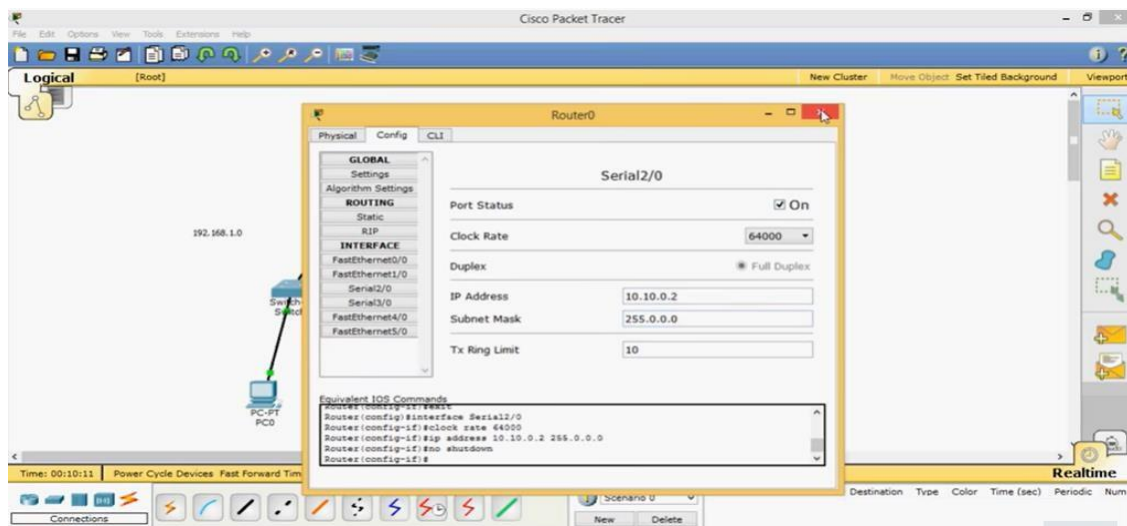 Cisco Packet Tracer
File Edit Options View Tools Extensions Help
Logical [Root] New Cluster Move Object Set Tiled Background Viewport
Router0
Physical Config CLI
GLOBAL
Settings
Algorithm Settings
ROUTING
Static
RIP
INTERFACE
FastEthernet0/0
FastEthernet1/0
Serial2/0
Serial3/0
FastEthernet4/0
FastEthernet5/0
Serial2/0
Port Status On
Clock Rate 64000
Duplex Full Duplex
IP Address 10.10.0.2
Subnet Mask 255.0.0.0
Tx Ring Limit 10
Equivalent IOS Commands
Router(config-if)#exit
Router(config)#interface Serial2/0
Router(config-if)#clock rate 64000
Router(config-if)#ip address 10.10.0.2 255.0.0.0
Router(config-if)#no shutdown
Router(config-if)#
192.168.1.0
PC-PT
PC0
Time: 00:10:11 Power Cycle Devices Fast Forward Tim
Realtime
Connections
Scenario 0
New Delete
Destination Type Color Time (sec) Periodic Num